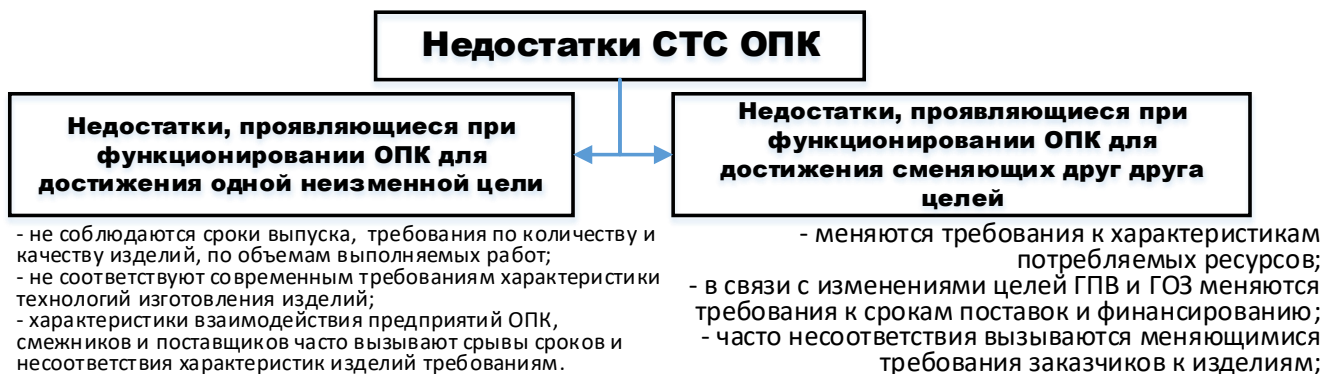 Недостатки СТС ОПК
Недостатки, проявляющиеся при
функционировании ОПК для
достижения одной неизменной цели
Недостатки, проявляющиеся при
функционировании ОПК для
достижения сменяющих друг друга
целей
- не соблюдаются сроки выпуска, требования по количеству и
качеству изделий, по объемам выполняемых работ;
- не соответствуют современным требованиям характеристики
технологий изготовления изделий;
- характеристики взаимодействия предприятий ОПК,
смежников и поставщиков часто вызывают срывы сроков и
несоответствия характеристик изделий требованиям.
- меняются требования к характеристикам
потребляемых ресурсов;
- в связи с изменениями целей ГПВ и ГОЗ меняются
требования к срокам поставок и финансированию;
- часто несоответствия вызываются меняющимися
требования заказчиков к изделиям;